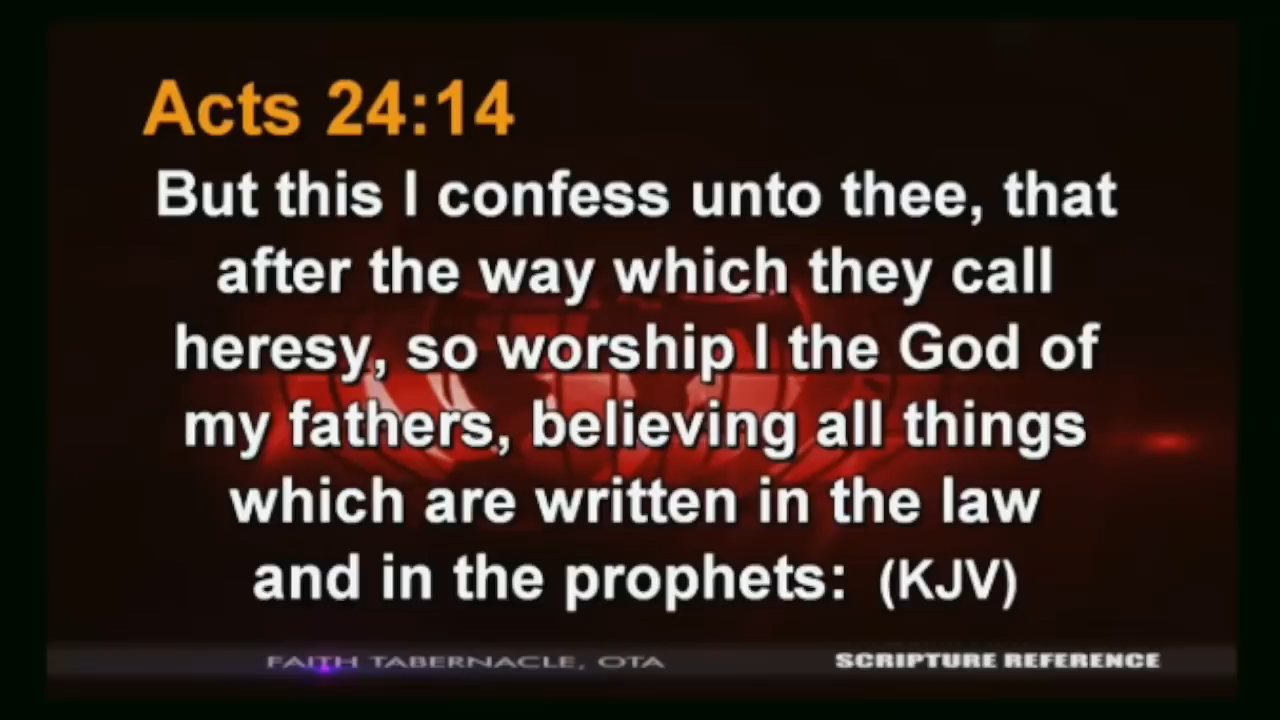 Acts 24:14
But this I confess unto thee, that
after the way which they call
heresy, so worship I the God of
my fathers, believing all things
which are written in the law
and in the prophets: (KJV)
FAITH TABERNACLE, OTA
SCRIPTURE REFERENCE